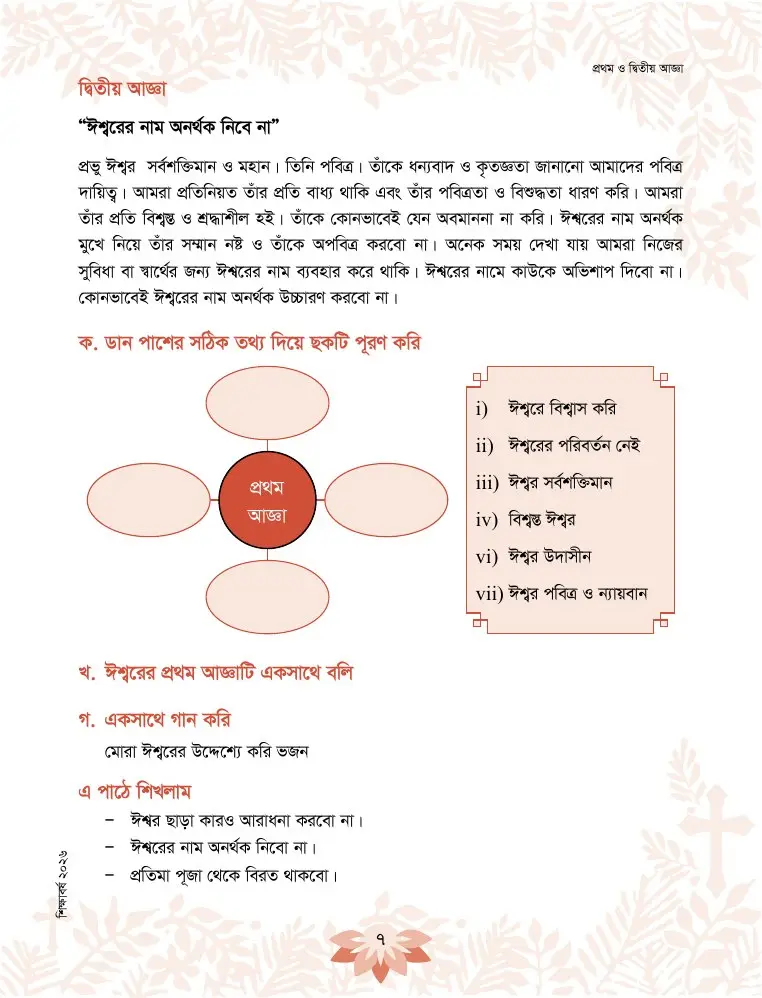 প্রথম ও দ্বিতীয় আজ্ঞা
দ্বিতীয় আজ্ঞা
“ঈশ্বরের নাম অনর্থক নিবে না”
প্রভু ঈশ্বর সর্বশক্তিমান ও মহান। তিনি পবিত্র। তাঁকে ধন্যবাদ ও কৃতজ্ঞতা জানানো আমাদের পবিত্র
দায়িত্ব। আমরা প্রতিনিয়ত তাঁর প্রতি বাধ্য থাকি এবং তাঁর পবিত্রতা ও বিশুদ্ধতা ধারণ করি। আমরা
তাঁর প্রতি বিশ্বস্ত ও শ্রদ্ধাশীল হই। তাঁকে কোনভাবেই যেন অবমাননা না করি। ঈশ্বরের নাম অনর্থক
মুখে নিয়ে তাঁর সম্মান নষ্ট ও তাঁকে অপবিত্র করবো না। অনেক সময় দেখা যায় আমরা নিজের
সুবিধা বা স্বার্থের জন্য ঈশ্বরের নাম ব্যবহার করে থাকি। ঈশ্বরের নামে কাউকে অভিশাপ দিবো না।
কোনভাবেই ঈশ্বরের নাম অনর্থক উচ্চারণ করবো না।
ক. ডান পাশের সঠিক তথ্য দিয়ে ছকটি পূরণ করি
প্রথম
আজ্ঞা
i) ঈশ্বরে বিশ্বাস করি
ii) ঈশ্বরের পরিবর্তন নেই
iii) ঈশ্বর সর্বশক্তিমান
iv) বিশ্বস্ত ঈশ্বর
vi) ঈশ্বর উদাসীন
vii) ঈশ্বর পবিত্র ও ন্যায়বান
খ. ঈশ্বরের প্রথম আজ্ঞাটি একসাথে বলি
গ. একসাথে গান করি
মোরা ঈশ্বরের উদ্দেশ্যে করি ভজন
এ পাঠে শিখলাম
– ঈশ্বর ছাড়া কারও আরাধনা করবো না।
– ঈশ্বরের নাম অনর্থক নিবো না।
– প্রতিমা পূজা থেকে বিরত থাকবো।
শিক্ষাবর্ষ ২০২৬
৭